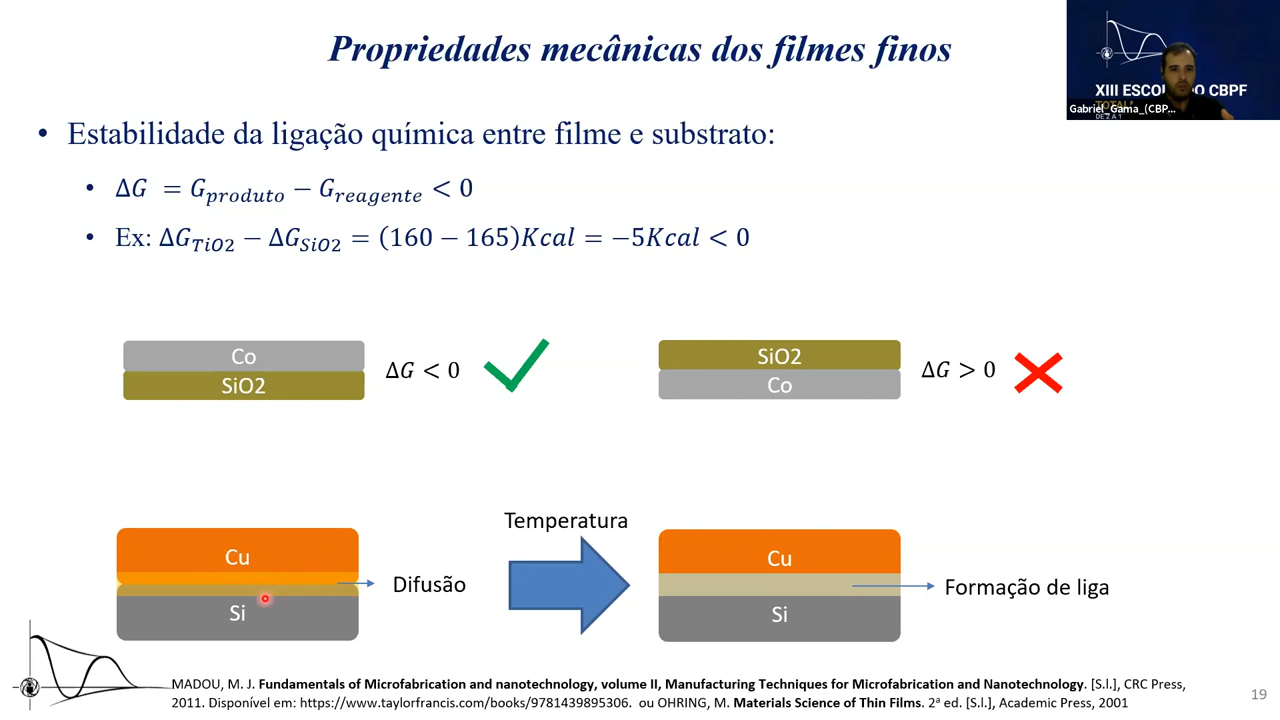 Propriedades mecânicas dos filmes finos
XIII ESCO
O CBPF
Gabriel_Gama_(CBP...
DE 2 A 1
• Estabilidade da ligação química entre filme e substrato:
• ΔG = G_produto − G_reagente < 0
• Ex: ΔG_TiO2 − ΔG_SiO2 = (160 − 165)Kcal = −5Kcal < 0
Co
SiO2
ΔG < 0
SiO2
Co
ΔG > 0
Cu
Si
Difusão
Temperatura
Cu
Si
Formação de liga
MADOU, M. J. Fundamentals of Microfabrication and nanotechnology, volume II, Manufacturing Techniques for Microfabrication and Nanotechnology. [S.l.], CRC Press,
2011. Disponível em: https://www.taylorfrancis.com/books/9781439895306. ou OHRING, M. Materials Science of Thin Films. 2ª ed. [S.l.], Academic Press, 2001
19